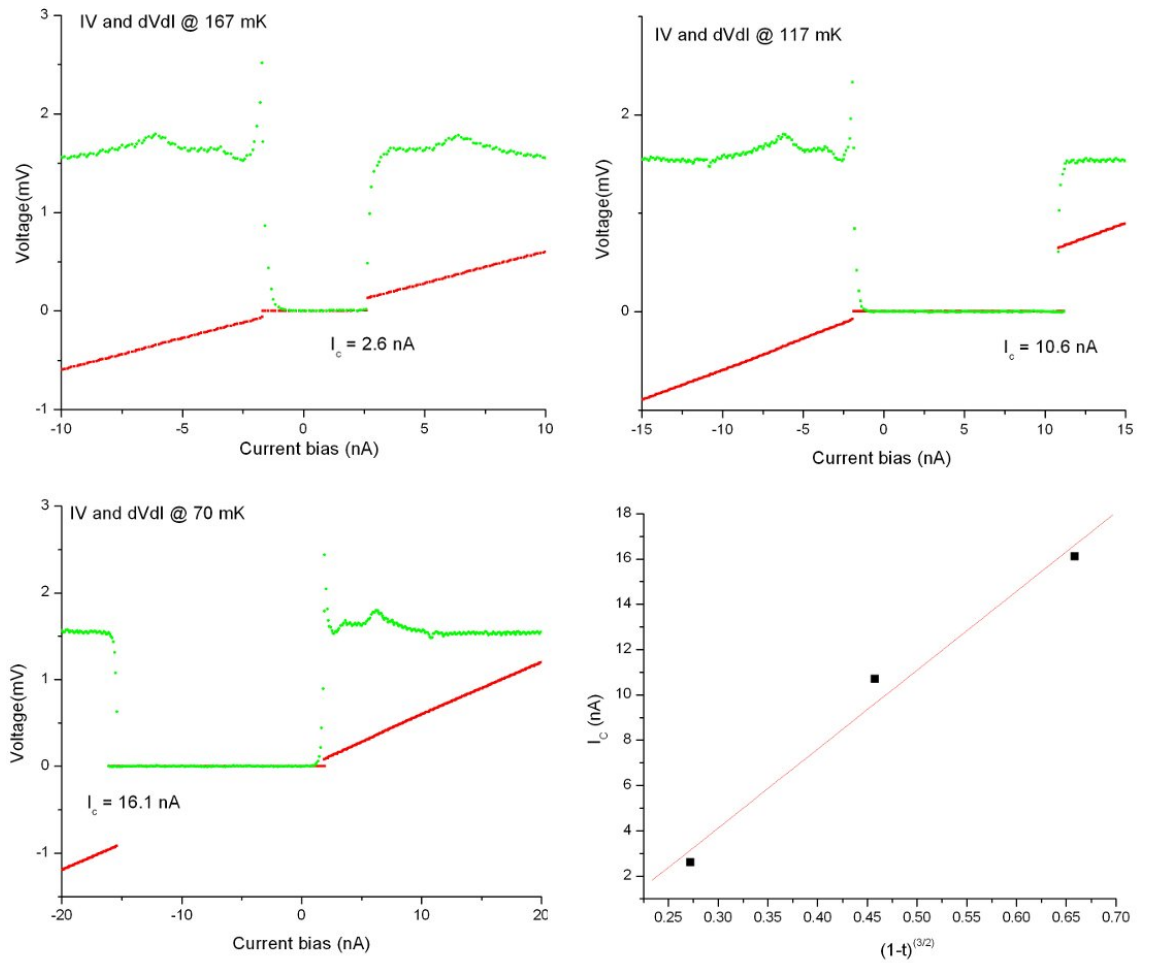 IV and dVdI @ 167 mK
3
2
1
0
-1
Voltage(mV)
I_c = 2.6 nA
-10 -5 0 5 10
Current bias (nA)
IV and dVdI @ 117 mK
2
0
Voltage(mV)
I_c = 10.6 nA
-15 -10 -5 0 5 10 15
Current bias (nA)
IV and dVdI @ 70 mK
3
2
1
0
-1
Voltage(mV)
I_c = 16.1 nA
-20 -10 0 10 20
Current bias (nA)
18
16
14
12
10
8
6
4
2
I_C (nA)
0.25 0.30 0.35 0.40 0.45 0.50 0.55 0.60 0.65 0.70
(1-t)^(3/2)